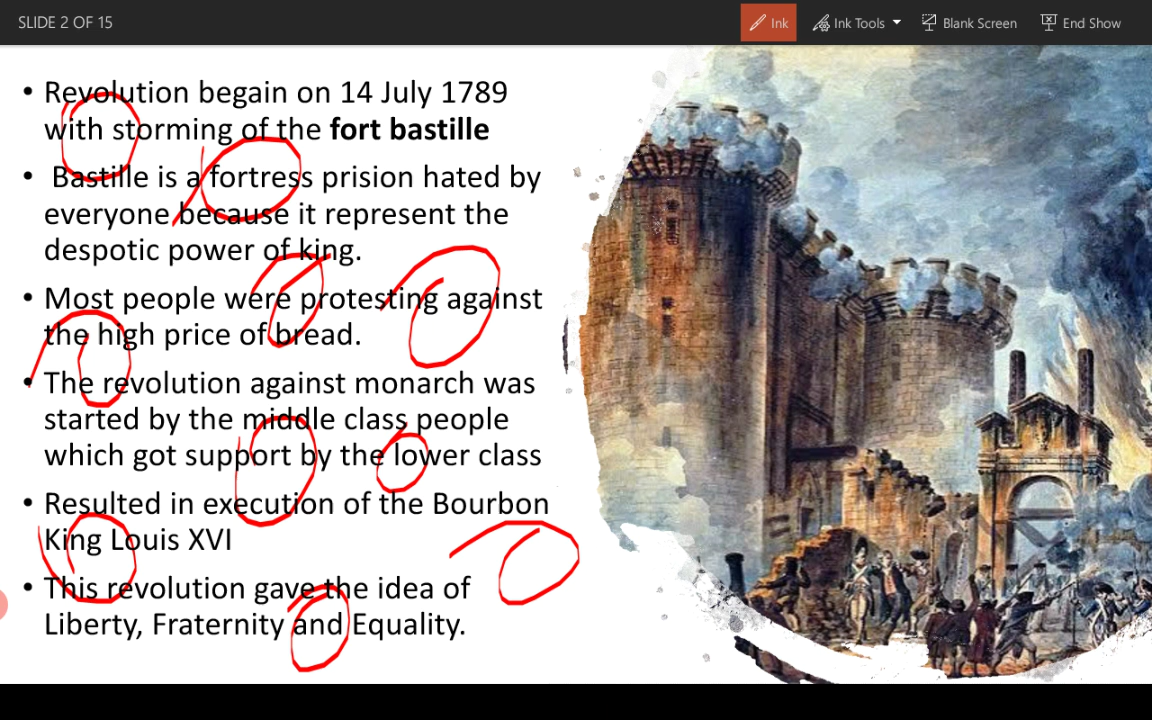 SLIDE 2 OF 15
Ink
Ink Tools
Blank Screen
End Show
• Revolution begain on 14 July 1789
with storming of the fort bastille
• Bastille is a fortress prision hated by
everyone because it represent the
despotic power of king.
• Most people were protesting against
the high price of bread.
• The revolution against monarch was
started by the middle class people
which got support by the lower class
• Resulted in execution of the Bourbon
King Louis XVI
• This revolution gave the idea of
Liberty, Fraternity and Equality.